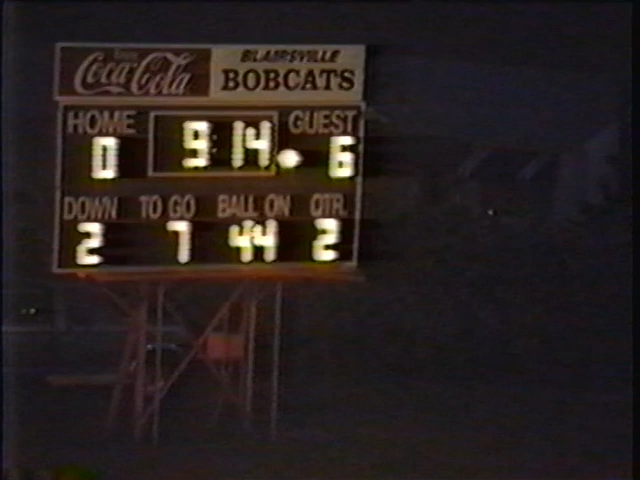 Enjoy
Coca-Cola
BLAIRSVILLE
BOBCATS
HOME 9:14 GUEST
0 6
DOWN TO GO BALL ON QTR.
2 7 44 2